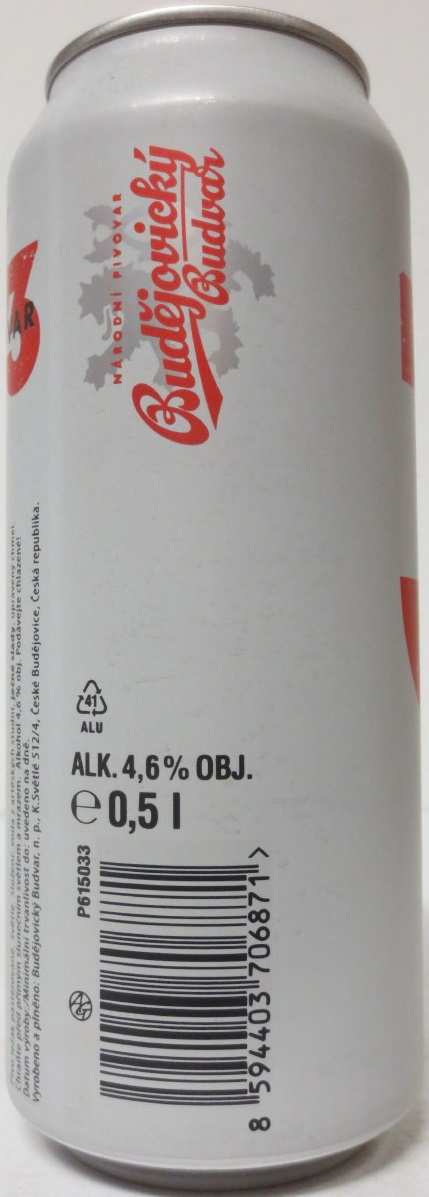 NÁRODNÍ PIVOVAR
Budějovický
Budvar
VAR
Pivo ležák pasterované. Světlé. Složení: voda z artéských studní, ječné slady, upravený chmel.
Chraňte před přímým slunečním světlem a mrazem. Alkohol 4,6 % obj. Podávejte chlazené!
Datum výroby/Minimální trvanlivost do: uvedeno na dně.
Vyrobeno a plněno: Budějovický Budvar, n. p., K.Světlé 512/4, České Budějovice, Česká republika.
41
ALU
ALK. 4,6% OBJ.
℮ 0,5 l
P615033
8 594403 706871 >